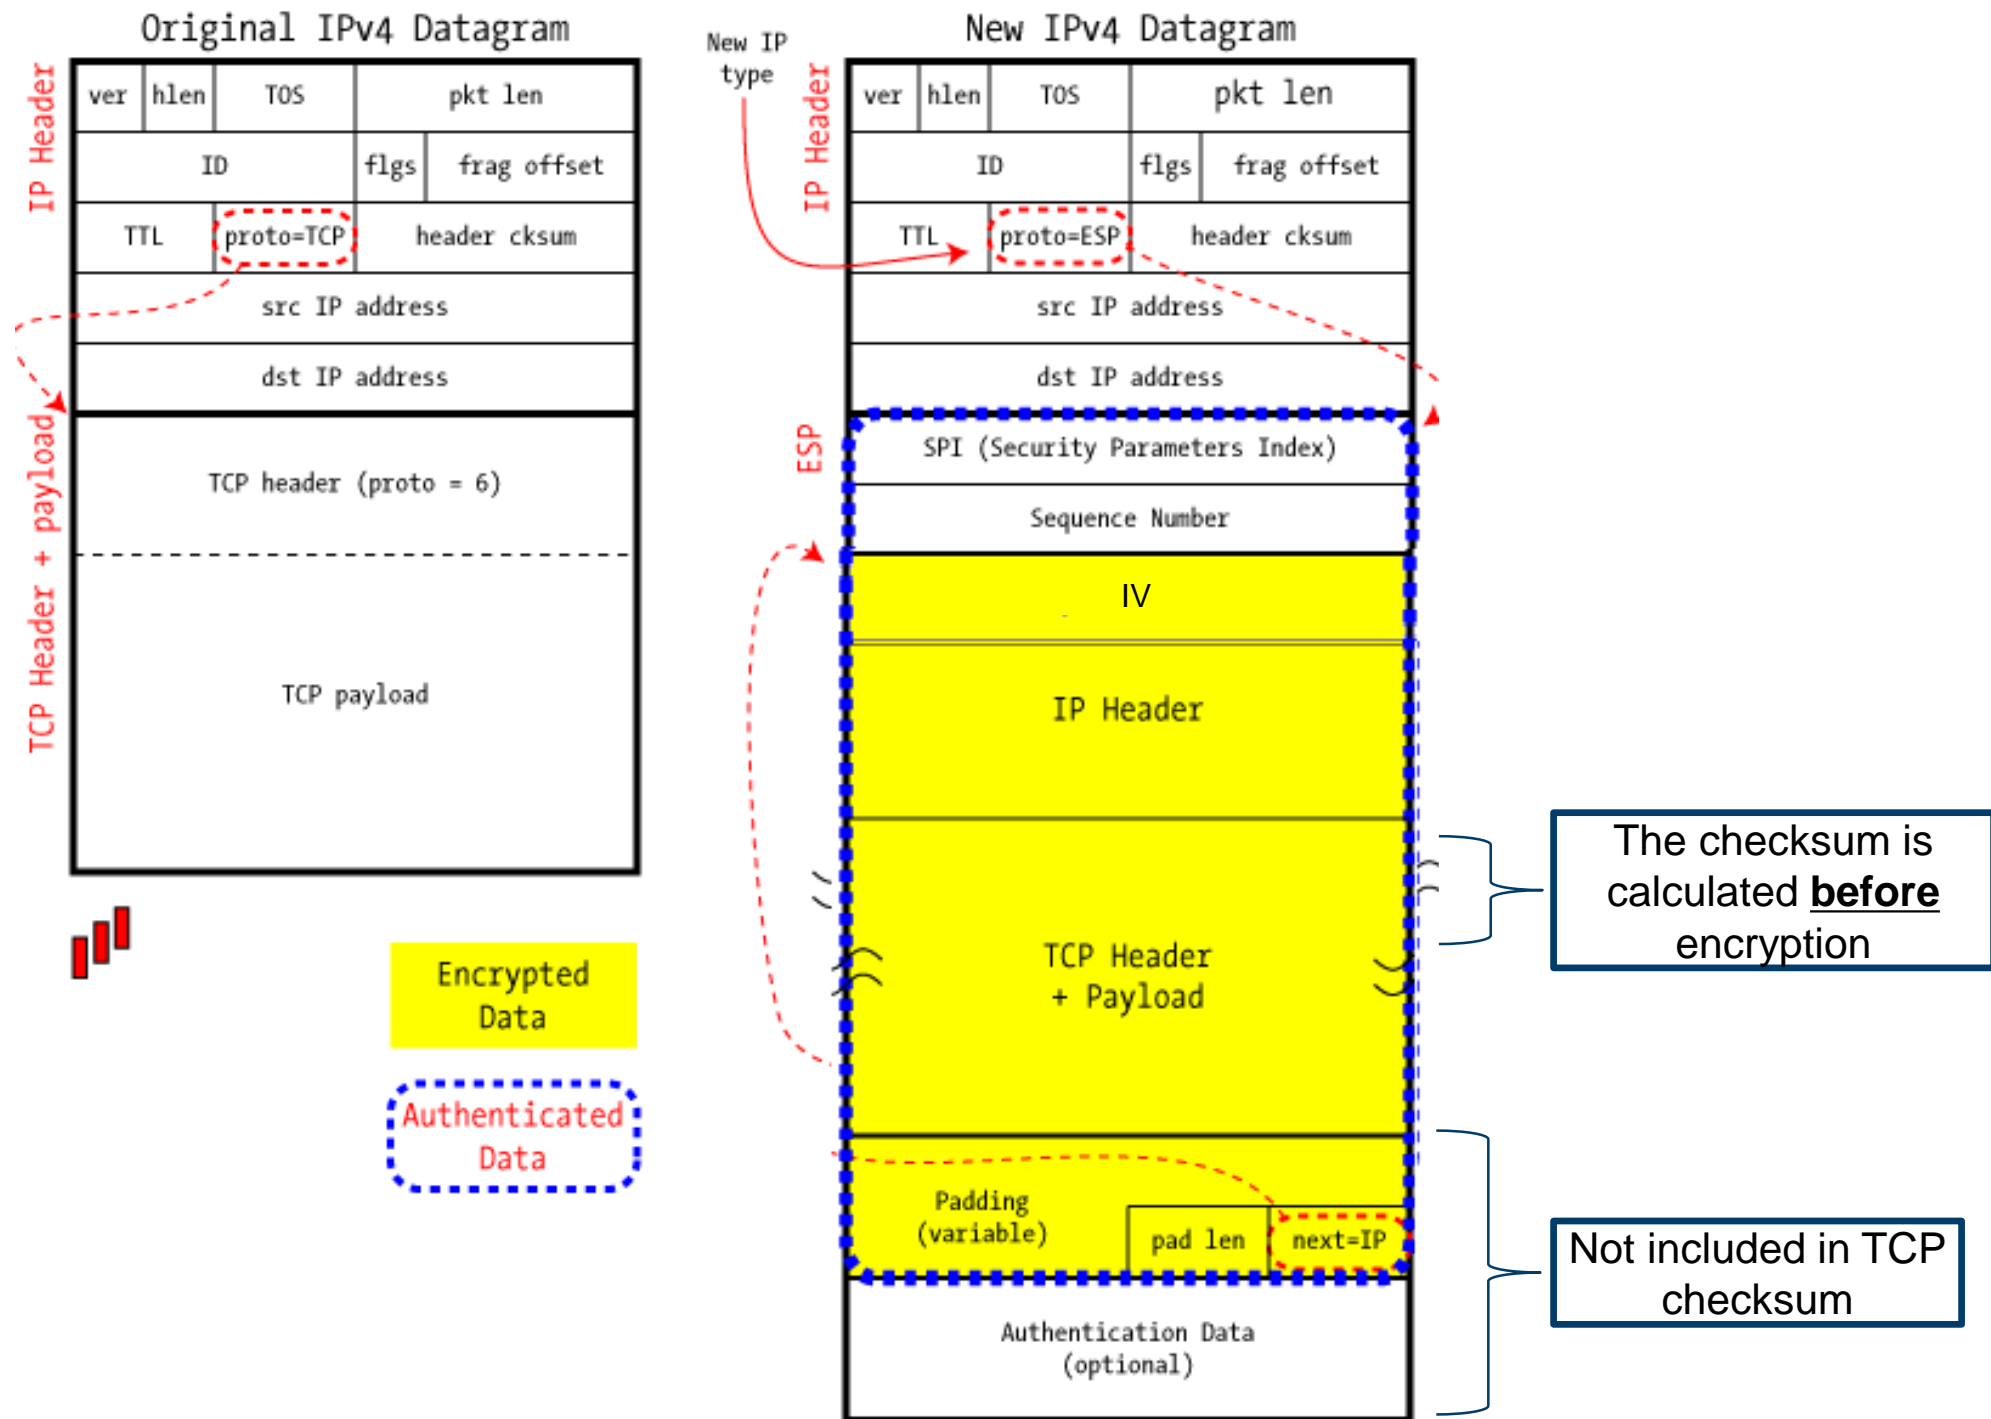 Original IPv4 Datagram
IP Header
ver hlen TOS pkt len
ID flgs frag offset
TTL proto=TCP header cksum
src IP address
dst IP address
TCP Header + payload
TCP header (proto = 6)
TCP payload
Encrypted
Data
Authenticated
Data
New IP
type
New IPv4 Datagram
IP Header
ver hlen TOS pkt len
ID flgs frag offset
TTL proto=ESP header cksum
src IP address
dst IP address
ESP
SPI (Security Parameters Index)
Sequence Number
IV
IP Header
TCP Header
+ Payload
Padding
(variable)
pad len next=IP
Authentication Data
(optional)
The checksum is
calculated before
encryption
Not included in TCP
checksum